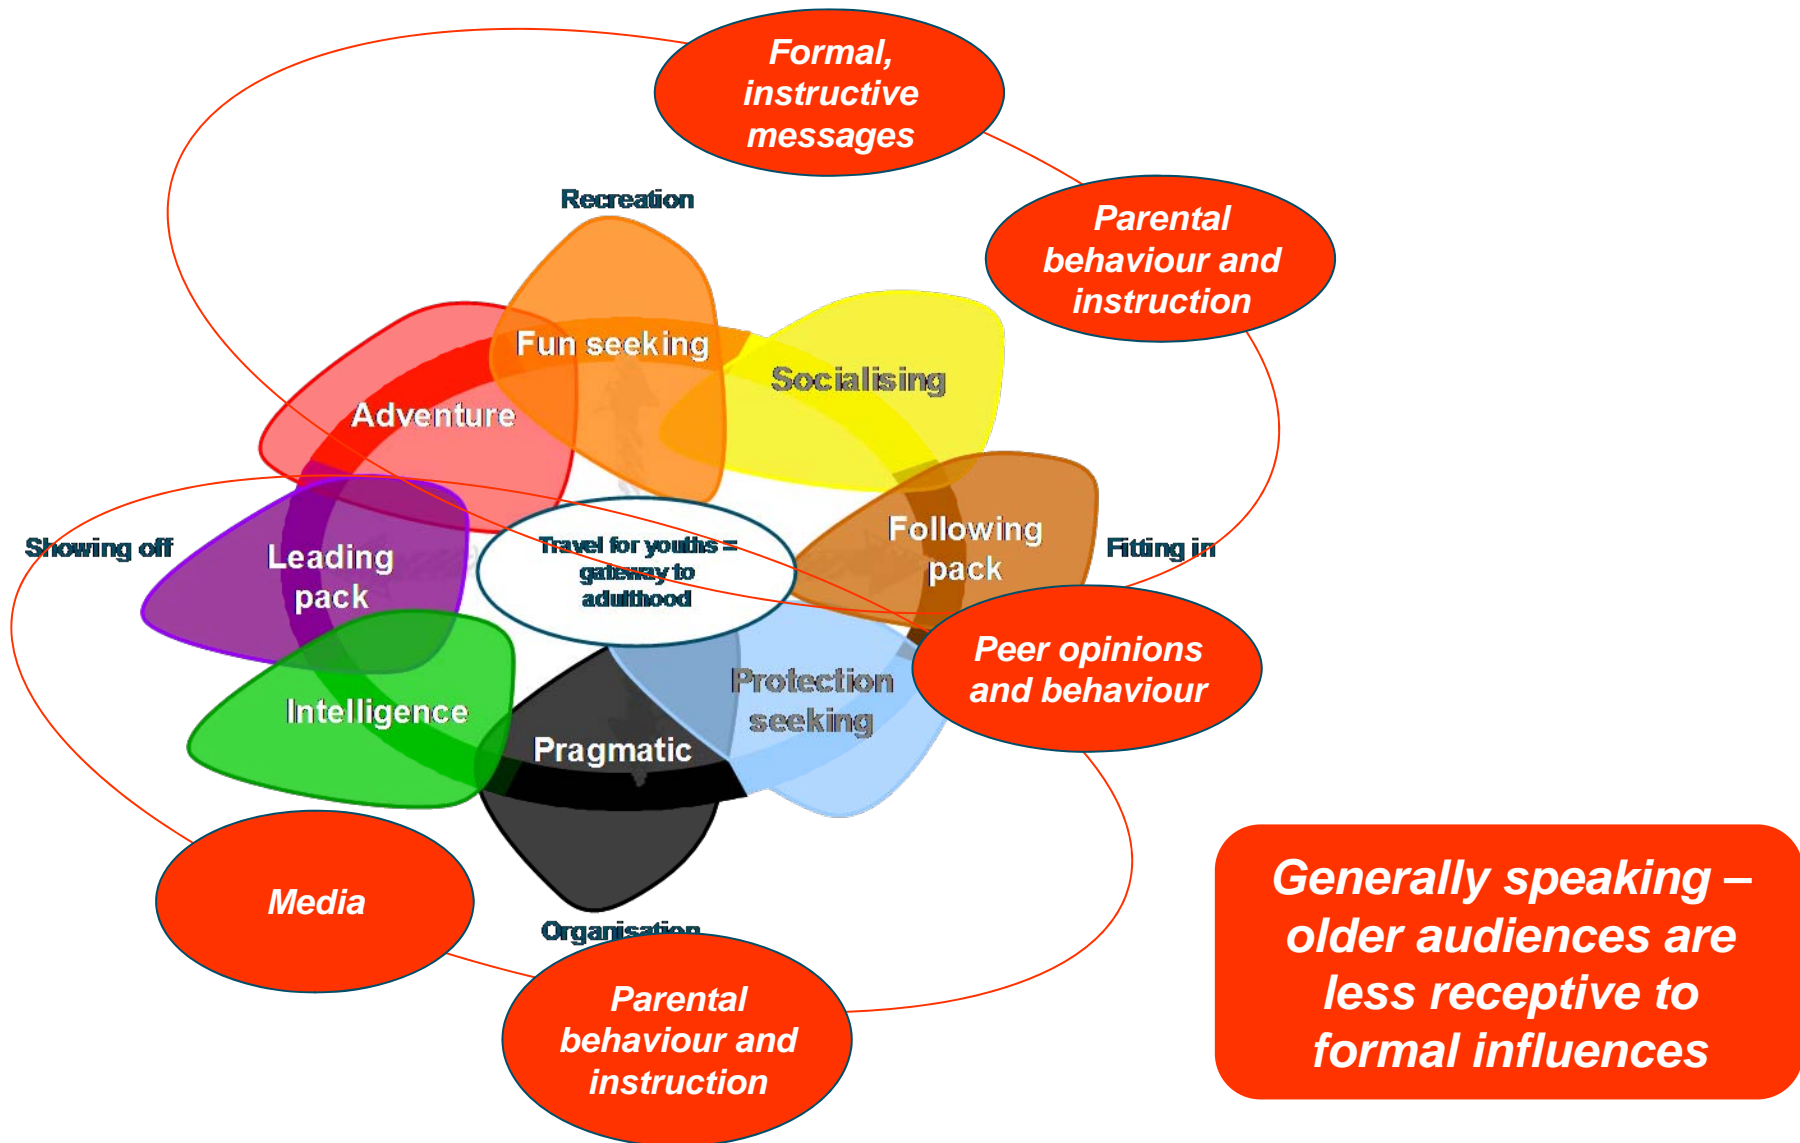 Formal,
instructive
messages
Recreation
Parental
behaviour and
instruction
Fun seeking
Socialising
Adventure
Showing off
Leading
pack
Travel for youths =
gateway to
adulthood
Following
pack
Fitting in
Peer opinions
and behaviour
Protection
seeking
Intelligence
Pragmatic
Media
Organisation
Parental
behaviour and
instruction
Generally speaking –
older audiences are
less receptive to
formal influences